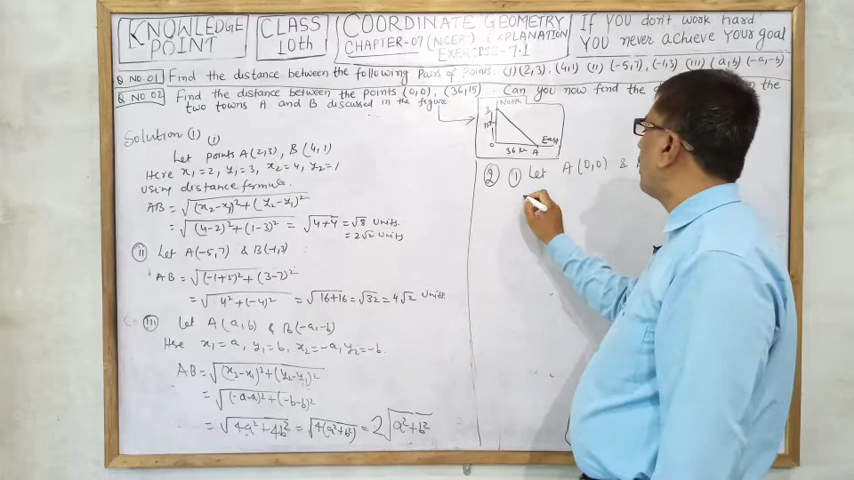 KNOWLEDGE POINT
CLASS 10th
COORDINATE GEOMETRY
CHAPTER-07 (NCERT) EXPLANATION
EXERCISE-7.1
If YOU don't work hard
YOU never achieve YOUR goal
Q.NO.01 Find the distance between the following Pairs of Points. (i) (2,3), (4,1) (ii) (-5,7), (-1,3) (iii) (a,b) (-a,-b)
Q.NO.02 Find the distance between the points (0,0), (36,15). Can you now find the
the two towns A and B discussed in the figure
North
East
36 km A
Solution (i) (i)
Let points A(2,3), B(4,1)
Here x₁=2, y₁=3, x₂=4, y₂=1
Using distance formula.
AB = √(x₂-x₁)²+(y₂-y₁)²
= √(4-2)²+(1-3)² = √4+4 = √8 Units
= 2√2 Units
(ii) Let A(-5,7) & B(-1,3)
AB = √(-1+5)²+(3-7)²
= √4²+(-4)² = √16+16 = √32 = 4√2 Units.
(iii) Let A(a,b) & B(-a,-b)
Here x₁=a, y₁=b, x₂=-a, y₂=-b.
AB = √(x₂-x₁)²+(y₂-y₁)²
= √(-a-a)²+(-b-b)²
= √4a²+4b² = √4(a²+b²) = 2√a²+b²
(2) (i) Let A(0,0) &